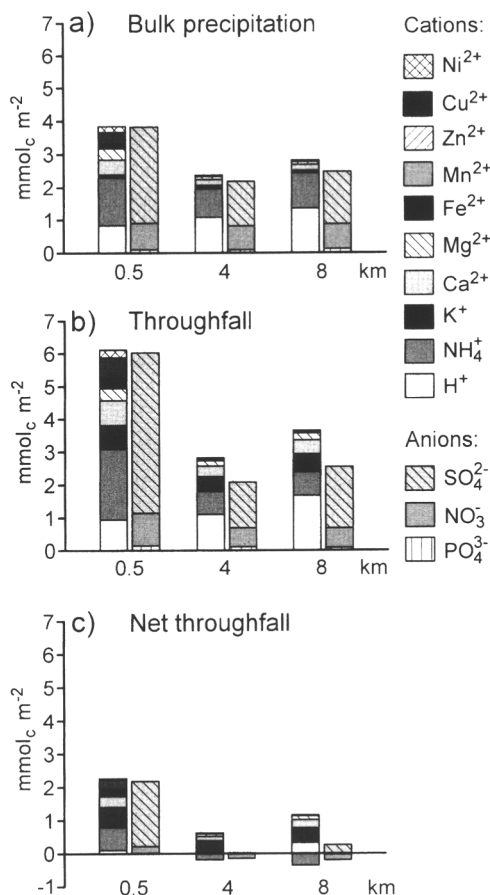 a) Bulk precipitation
7
6
5
4
3
2
1
0
mmol_c m⁻²
0.5 4 8 km
b) Throughfall
7
6
5
4
3
2
1
0
mmol_c m⁻²
0.5 4 8 km
c) Net throughfall
7
6
5
4
3
2
1
0
-1
mmol_c m⁻²
0.5 4 8 km
Cations:
Ni²⁺
Cu²⁺
Zn²⁺
Mn²⁺
Fe²⁺
Mg²⁺
Ca²⁺
K⁺
NH₄⁺
H⁺
Anions:
SO₄²⁻
NO₃⁻
PO₄³⁻